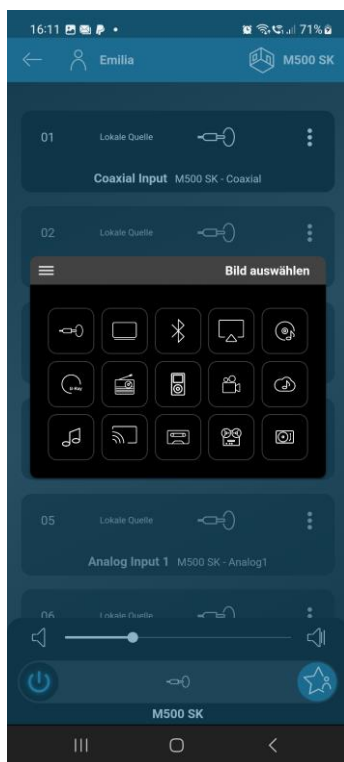 16:11 71%
Emilia M500 SK
01 Lokale Quelle
Coaxial Input M500 SK - Coaxial
02 Lokale Quelle
Bild auswählen
05 Lokale Quelle
Analog Input 1 M500 SK - Analog1
06 Lokale Quelle
M500 SK